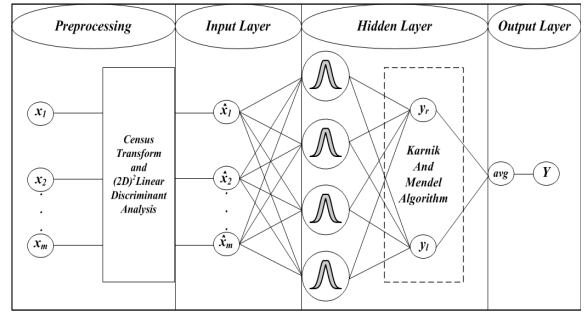 Preprocessing
Input Layer
Hidden Layer
Output Layer
x₁
x₂
.
.
.
xₘ
Census
Transform
and
(2D)²Linear
Discriminant
Analysis
x̂₁
x̂₂
.
.
.
x̂ₘ
yᵣ
Karnik
And
Mendel
Algorithm
yₗ
avg
Y